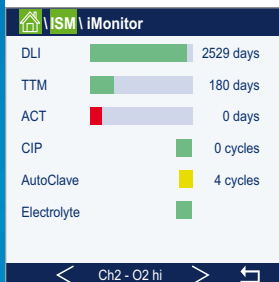 \ ISM \ iMonitor
DLI 2529 days
TTM 180 days
ACT 0 days
CIP 0 cycles
AutoClave 4 cycles
Electrolyte
< Ch2 - O2 hi >